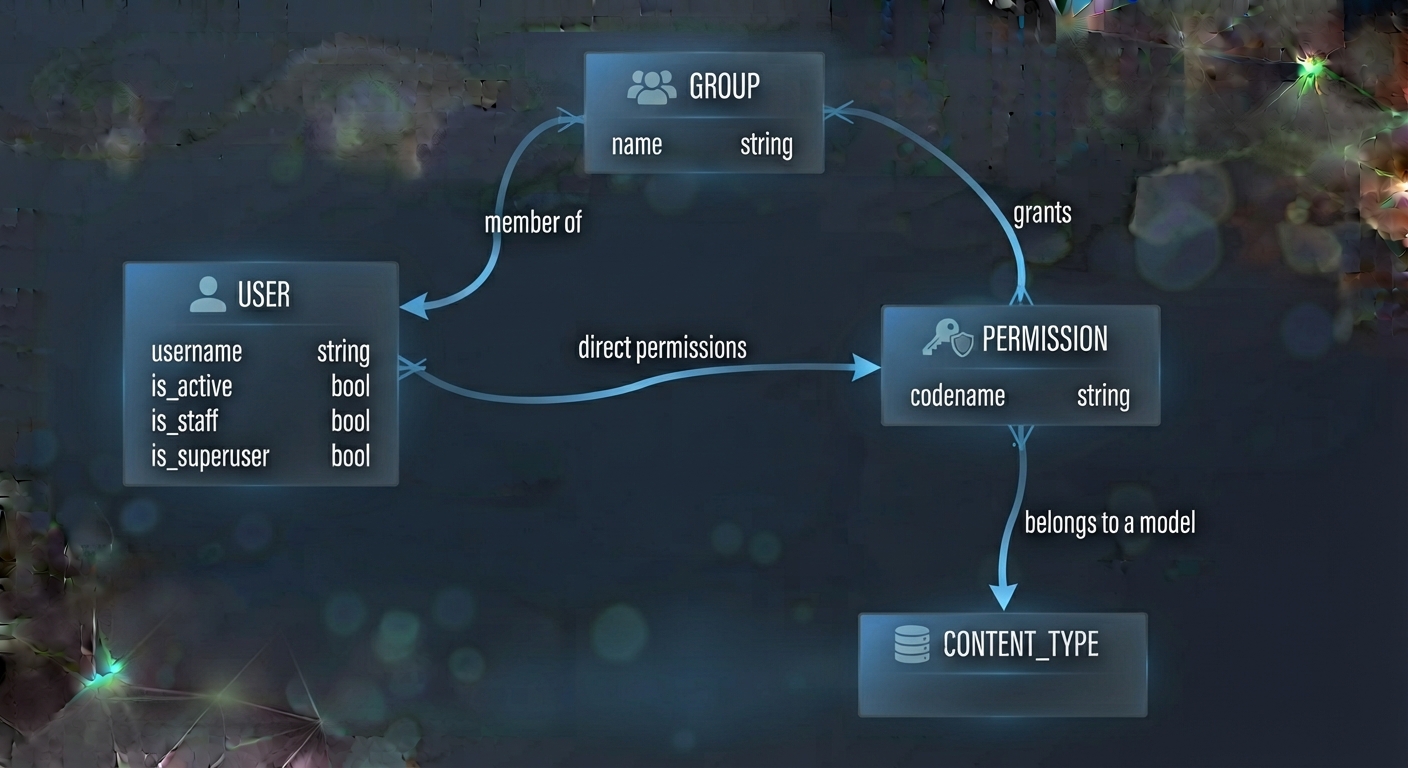 GROUP
name string
member of
grants
USER
username string
is_active bool
is_staff bool
is_superuser bool
direct permissions
PERMISSION
codename string
belongs to a model
CONTENT_TYPE